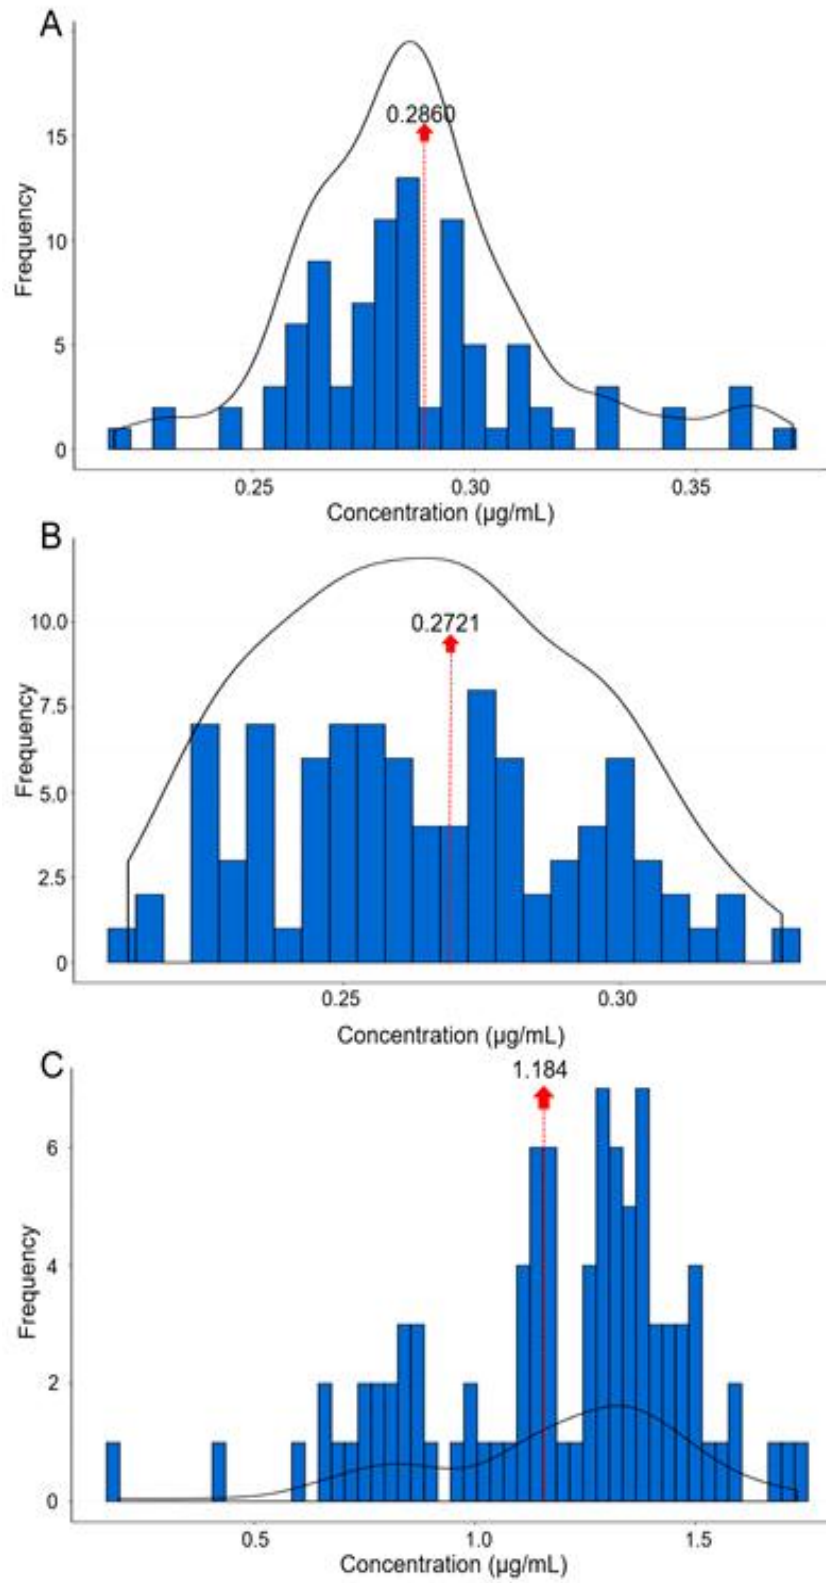 A
0.2860
15
10
5
0
Frequency
0.25 0.30 0.35
Concentration (µg/mL)
B
0.2721
10.0
7.5
5.0
2.5
0
Frequency
0.25 0.30
Concentration (µg/mL)
C
1.184
6
4
2
0
Frequency
0.5 1.0 1.5
Concentration (µg/mL)